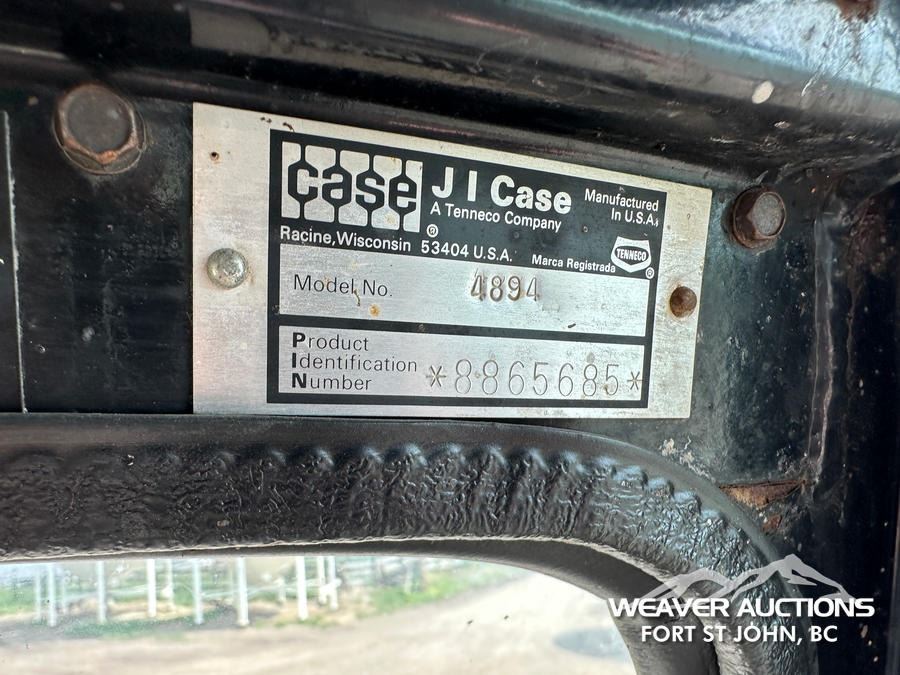 case
®
J I Case
A Tenneco Company
Manufactured
In U.S.A.
Racine, Wisconsin 53404 U.S.A.
Marca Registrada
TENNECO
®
Model No. 4894
Product
Identification
Number
*8865685*
WEAVER AUCTIONS
FORT ST JOHN, BC